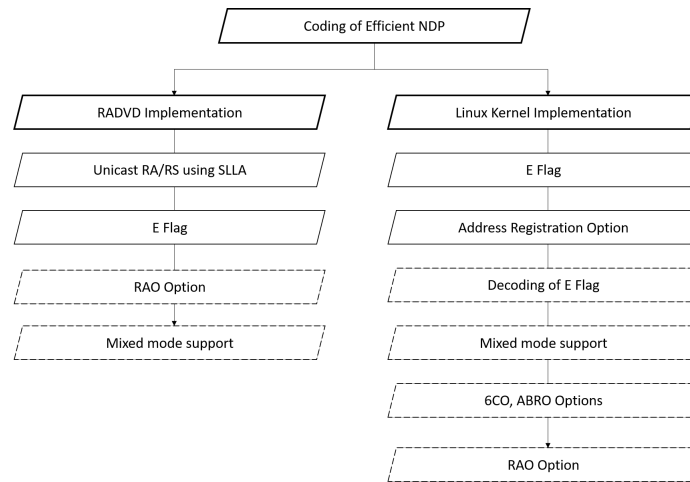 Coding of Efficient NDP
RADVD Implementation
Unicast RA/RS using SLLA
E Flag
RAO Option
Mixed mode support
Linux Kernel Implementation
E Flag
Address Registration Option
Decoding of E Flag
Mixed mode support
6CO, ABRO Options
RAO Option